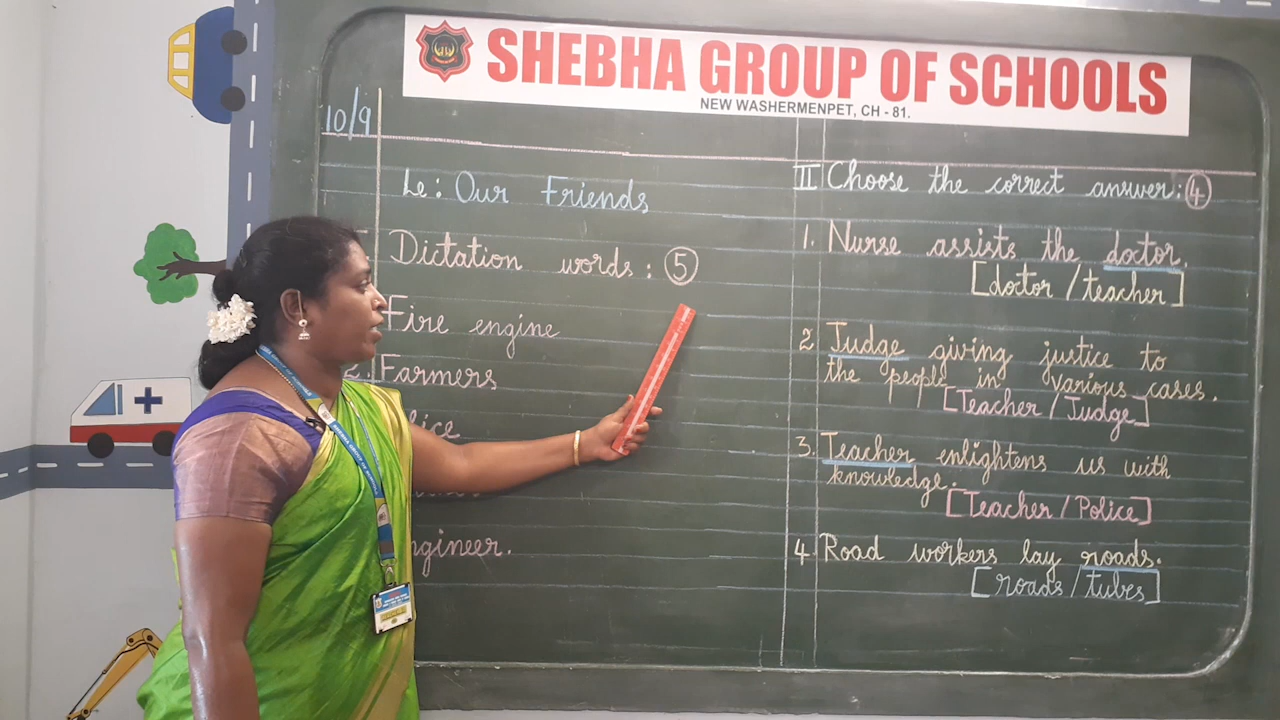 SHEBHA GROUP OF SCHOOLS
NEW WASHERMENPET, CH - 81.
10/9
Le: Our Friends
Dictation words: 5
Fire engine
2. Farmers
II Choose the correct answer: 4
1. Nurse assists the doctor.
[doctor / teacher]
2 Judge giving justice to
the people in various cases.
[Teacher / Judge]
3. Teacher enlightens us with
knowledge.
[Teacher / Police]
4. Road workers lay roads.
[roads / tubes]